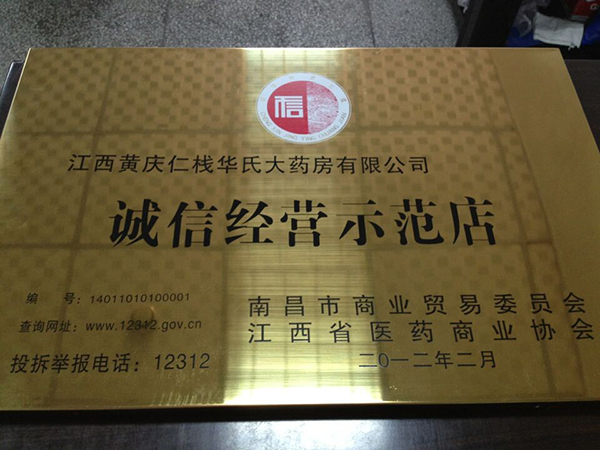 信
江西黄庆仁栈华氏大药房有限公司
诚信经营示范店
编 号：14011010100001
查询网址：www.12312.gov.cn
投拆举报电话：12312
南昌市商业贸易委员会
江西省医药商业协会
二0一二年二月